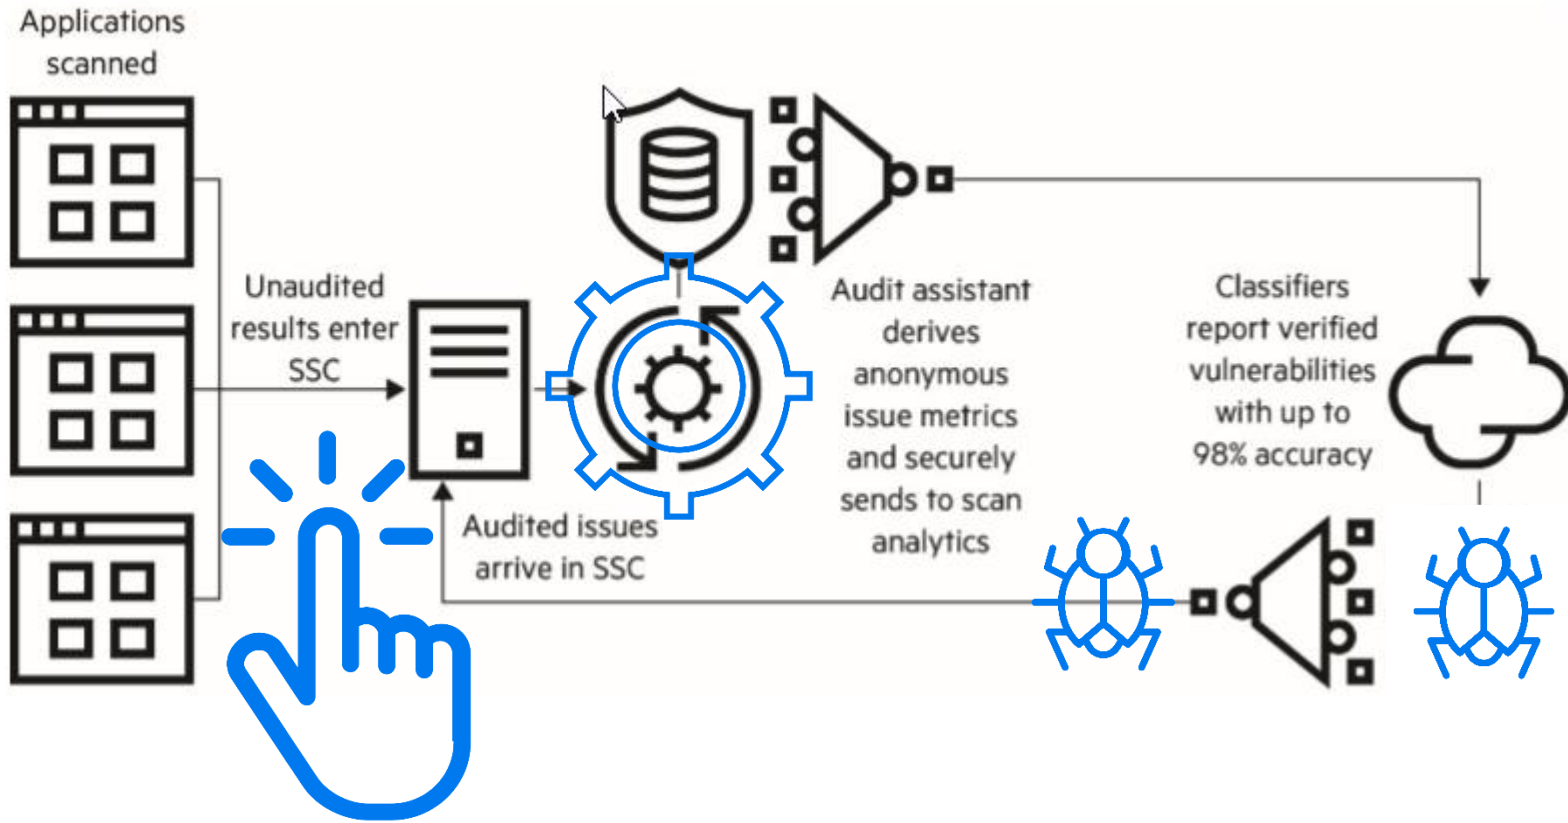 Applications
scanned
Unaudited
results enter
SSC
Audit assistant
derives
anonymous
issue metrics
and securely
sends to scan
analytics
Classifiers
report verified
vulnerabilities
with up to
98% accuracy
Audited issues
arrive in SSC